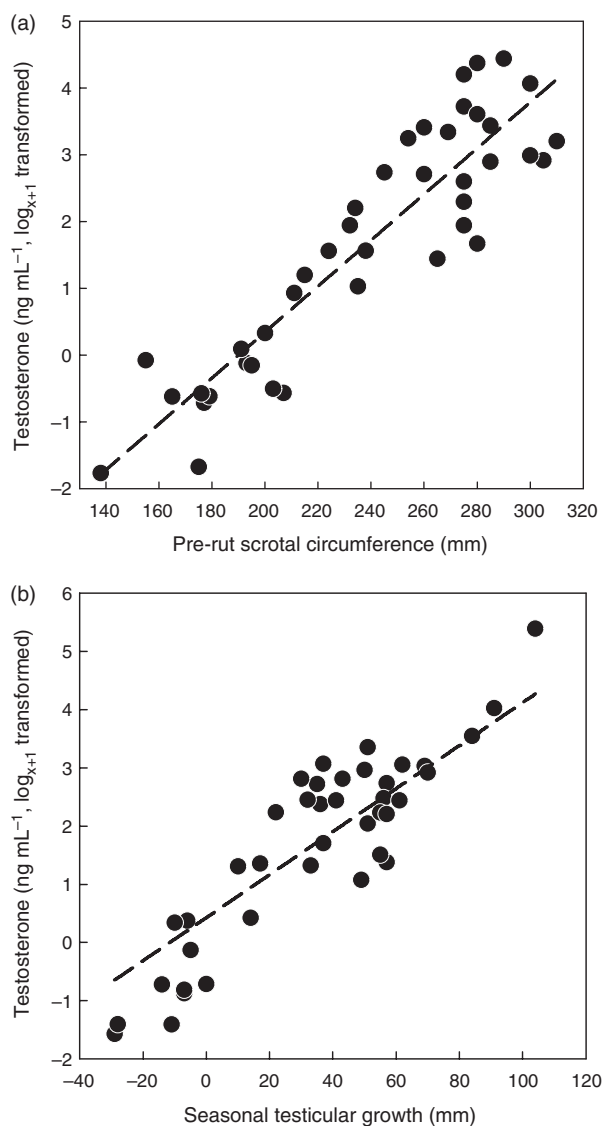 (a)
5
4
3
2
1
0
–1
–2
Testosterone (ng mL⁻¹, logₓ₊₁ transformed)
140 160 180 200 220 240 260 280 300 320
Pre-rut scrotal circumference (mm)
(b)
6
5
4
3
2
1
0
–1
–2
Testosterone (ng mL⁻¹, logₓ₊₁ transformed)
–40 –20 0 20 40 60 80 100 120
Seasonal testicular growth (mm)